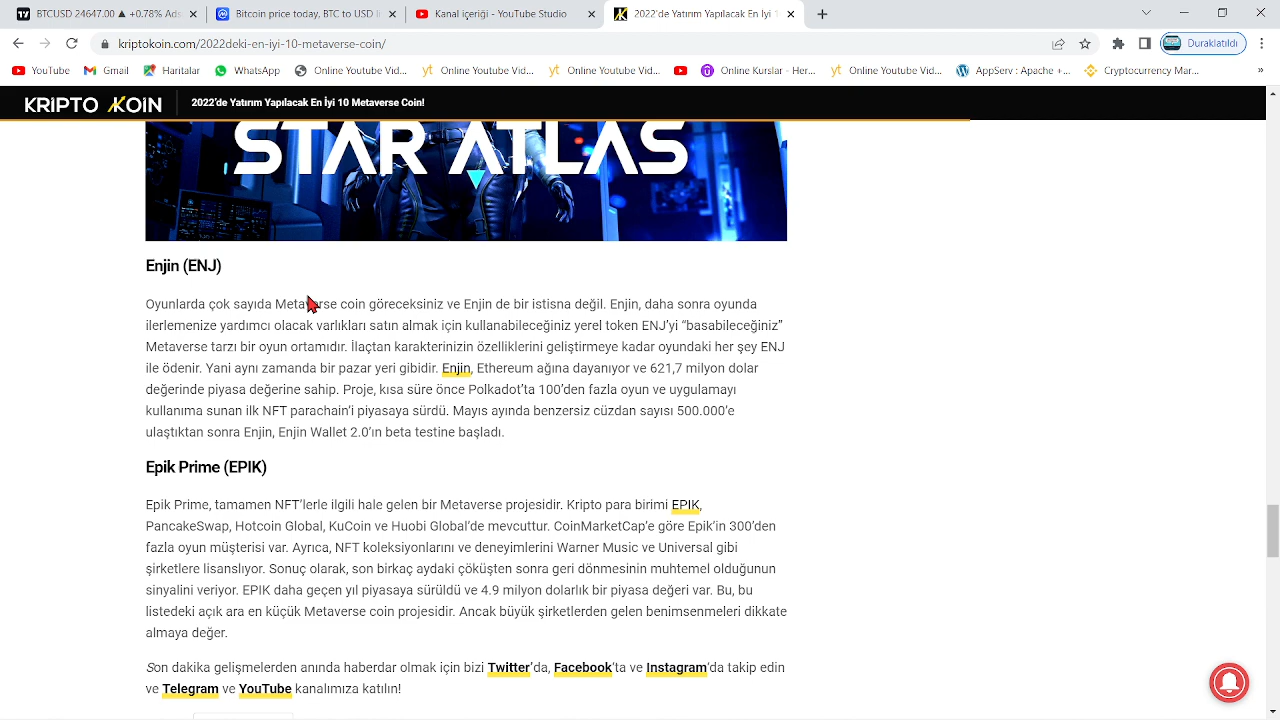 BTCUSD 24647.00 ▲ +0.78% Ads
Bitcoin price today, BTC to USD li
Kanal içeriği - YouTube Studio
2022'de Yatırım Yapılacak En İyi 1
kriptokoin.com/2022deki-en-iyi-10-metaverse-coin/
Duraklatıldı
YouTube
Gmail
Haritalar
WhatsApp
Online Youtube Vid...
Online Youtube Vid...
Online Youtube Vid...
Online Kurslar - Her...
Online Youtube Vid...
AppServ : Apache +...
Cryptocurrency Mar...
»
KRİPTO KOIN
2022'de Yatırım Yapılacak En İyi 10 Metaverse Coin!
STAR ATLAS
Enjin (ENJ)
Oyunlarda çok sayıda Metaverse coin göreceksiniz ve Enjin de bir istisna değil. Enjin, daha sonra oyunda
ilerlemenize yardımcı olacak varlıkları satın almak için kullanabileceğiniz yerel token ENJ'yi “basabileceğiniz”
Metaverse tarzı bir oyun ortamıdır. İlaçtan karakterinizin özelliklerini geliştirmeye kadar oyundaki her şey ENJ
ile ödenir. Yani aynı zamanda bir pazar yeri gibidir. Enjin, Ethereum ağına dayanıyor ve 621,7 milyon dolar
değerinde piyasa değerine sahip. Proje, kısa süre önce Polkadot'ta 100'den fazla oyun ve uygulamayı
kullanıma sunan ilk NFT parachain'i piyasaya sürdü. Mayıs ayında benzersiz cüzdan sayısı 500.000'e
ulaştıktan sonra Enjin, Enjin Wallet 2.0'ın beta testine başladı.
Epik Prime (EPIK)
Epik Prime, tamamen NFT'lerle ilgili hale gelen bir Metaverse projesidir. Kripto para birimi EPIK,
PancakeSwap, Hotcoin Global, KuCoin ve Huobi Global'de mevcuttur. CoinMarketCap'e göre Epik'in 300'den
fazla oyun müşterisi var. Ayrıca, NFT koleksiyonlarını ve deneyimlerini Warner Music ve Universal gibi
şirketlere lisanslıyor. Sonuç olarak, son birkaç aydaki çöküşten sonra geri dönmesinin muhtemel olduğunun
sinyalini veriyor. EPIK daha geçen yıl piyasaya sürüldü ve 4.9 milyon dolarlık bir piyasa değeri var. Bu, bu
listedeki açık ara en küçük Metaverse coin projesidir. Ancak büyük şirketlerden gelen benimsenmeleri dikkate
almaya değer.
Son dakika gelişmelerden anında haberdar olmak için bizi Twitter'da, Facebook'ta ve Instagram'da takip edin
ve Telegram ve YouTube kanalımıza katılın!